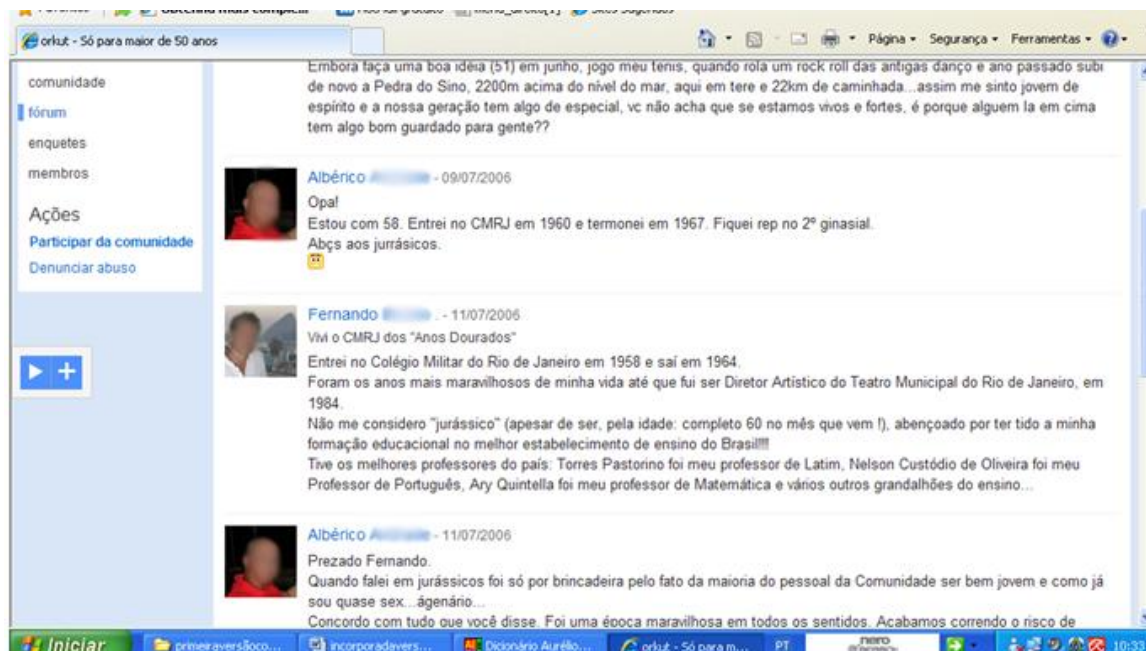 orkut - Só para maior de 50 anos
Página
Segurança
Ferramentas
comunidade
fórum
enquetes
membros
Ações
Participar da comunidade
Denunciar abuso
Embora faça uma boa idéia (51) em junho, jogo meu tenis, quando rola um rock roll das antigas danço e ano passado subi
de novo a Pedra do Sino, 2200m acima do nivel do mar, aqui em tere e 22km de caminhada...assim me sinto jovem de
espírito e a nossa geração tem algo de especial, vc não acha que se estamos vivos e fortes, é porque alguem la em cima
tem algo bom guardado para gente??
Albérico - 09/07/2006
Opa!
Estou com 58. Entrei no CMRJ em 1960 e termonei em 1967. Fiquei rep no 2º ginasial.
Abçs aos jurrásicos.
Fernando . - 11/07/2006
Vivi o CMRJ dos "Anos Dourados"
Entrei no Colégio Militar do Rio de Janeiro em 1958 e saí em 1964.
Foram os anos mais maravilhosos de minha vida até que fui ser Diretor Artístico do Teatro Municipal do Rio de Janeiro, em
1984.
Não me considero "jurássico" (apesar de ser, pela idade: completo 60 no mês que vem !), abençoado por ter tido a minha
formação educacional no melhor estabelecimento de ensino do Brasil!!!!
Tive os melhores professores do país: Torres Pastorino foi meu professor de Latim, Nelson Custódio de Oliveira foi meu
Professor de Português, Ary Quintella foi meu professor de Matemática e vários outros grandalhões do ensino...
Albérico - 11/07/2006
Prezado Fernando.
Quando falei em jurássicos foi só por brincadeira pelo fato da maioria do pessoal da Comunidade ser bem jovem e como já
sou quase sex...ágenário...
Concordo com tudo que você disse. Foi uma época maravilhosa em todos os sentidos. Acabamos correndo o risco de
Iniciar
primeiraversãoco...
incorporadavers...
Dicionário Aurélio...
orkut - Só para m...
PT
nero
10:33